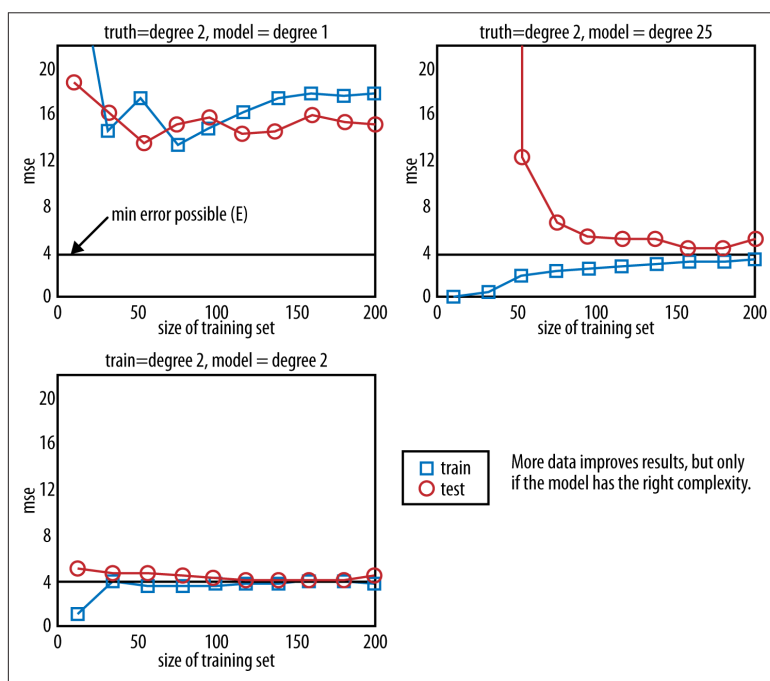 truth=degree 2, model = degree 1
20
16
12
8
4
0
mse
min error possible (E)
0
50
100
150
200
size of training set
truth=degree 2, model = degree 25
20
16
12
8
4
0
mse
0
50
100
150
200
size of training set
train=degree 2, model = degree 2
20
16
12
8
4
0
mse
0
50
100
150
200
size of training set
train
test
More data improves results, but only
if the model has the right complexity.